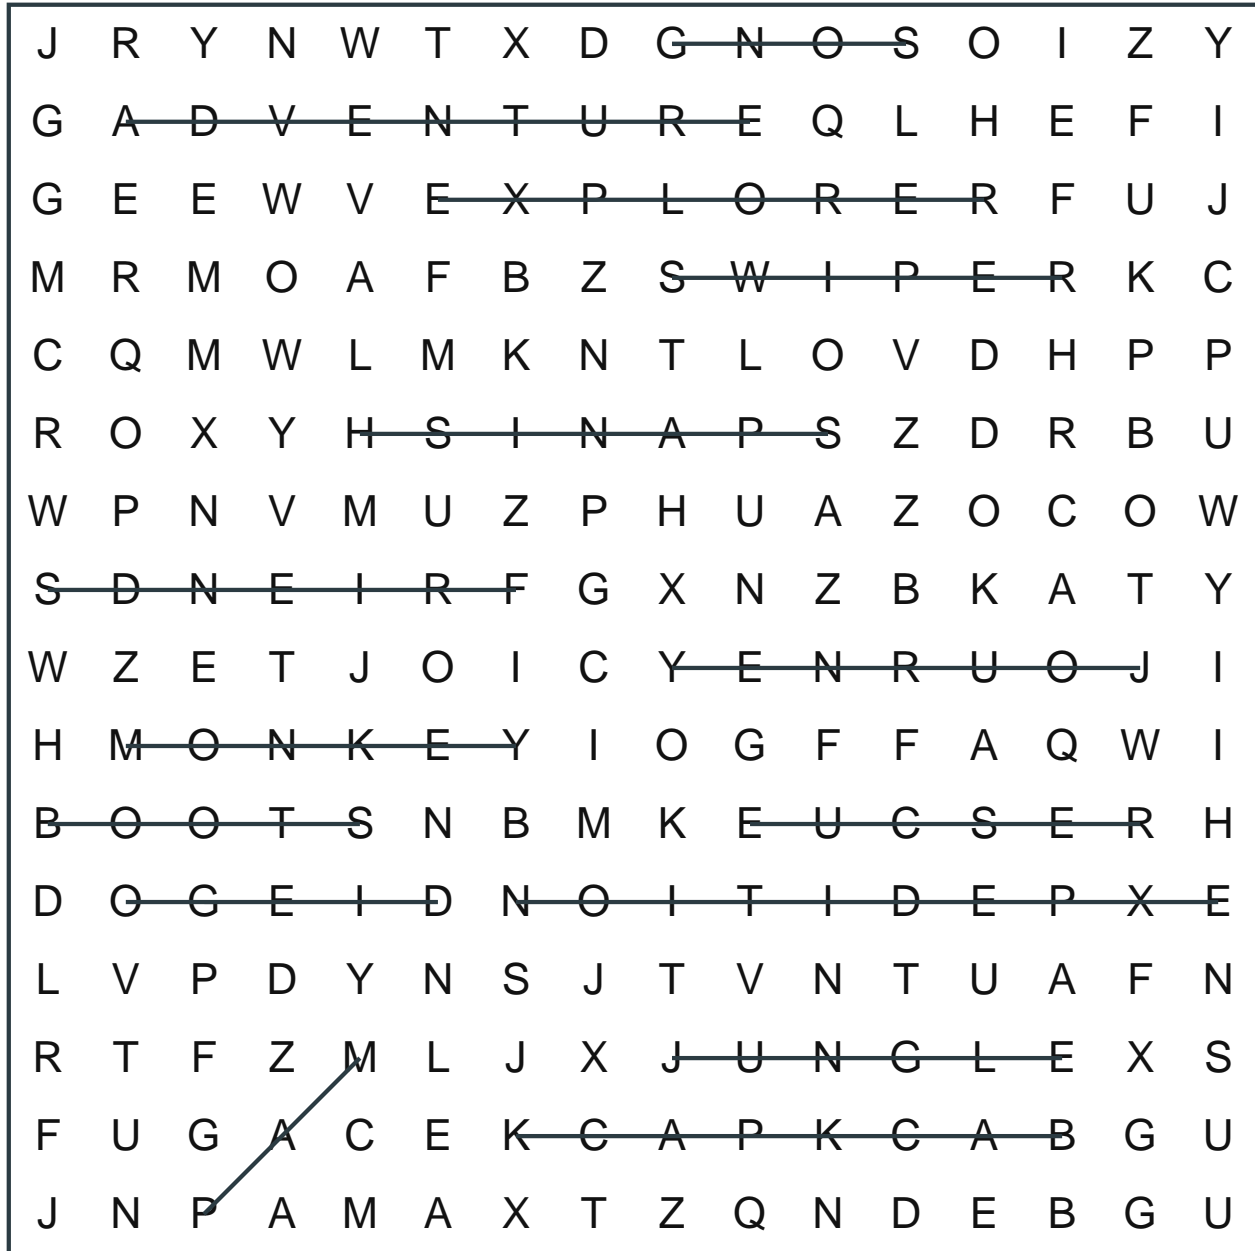 J R Y N W T X D G N O S O I Z Y
G A D V E N T U R E Q L H E F I
G E E W V E X P L O R E R F U J
M R M O A F B Z S W I P E R K C
C Q M W L M K N T L O V D H P P
R O X Y H S I N A P S Z D R B U
W P N V M U Z P H U A Z O C O W
S D N E I R F G X N Z B K A T Y
W Z E T J O I C Y E N R U O J I
H M O N K E Y I O G F F A Q W I
B O O T S N B M K E U C S E R H
D O G E I D N O I T I D E P X E
L V P D Y N S J T V N T U A F N
R T F Z M L J X J U N G L E X S
F U G A C E K C A P K C A B G U
J N P A M A X T Z Q N D E B G U